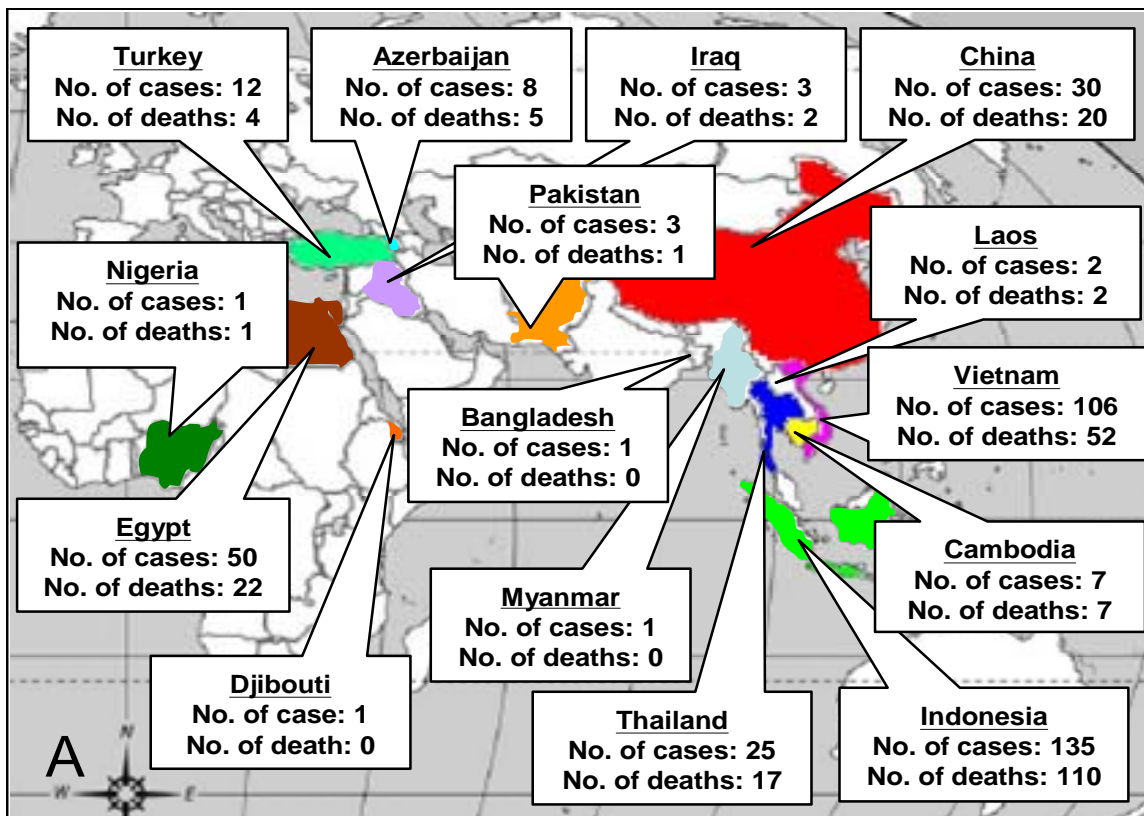 Turkey
No. of cases: 12
No. of deaths: 4
Azerbaijan
No. of cases: 8
No. of deaths: 5
Iraq
No. of cases: 3
No. of deaths: 2
China
No. of cases: 30
No. of deaths: 20
Pakistan
No. of cases: 3
No. of deaths: 1
Laos
No. of cases: 2
No. of deaths: 2
Nigeria
No. of cases: 1
No. of deaths: 1
Vietnam
No. of cases: 106
No. of deaths: 52
Bangladesh
No. of cases: 1
No. of deaths: 0
Egypt
No. of cases: 50
No. of deaths: 22
Cambodia
No. of cases: 7
No. of deaths: 7
Myanmar
No. of cases: 1
No. of deaths: 0
Djibouti
No. of case: 1
No. of death: 0
Thailand
No. of cases: 25
No. of deaths: 17
Indonesia
No. of cases: 135
No. of deaths: 110
A
N
W
E